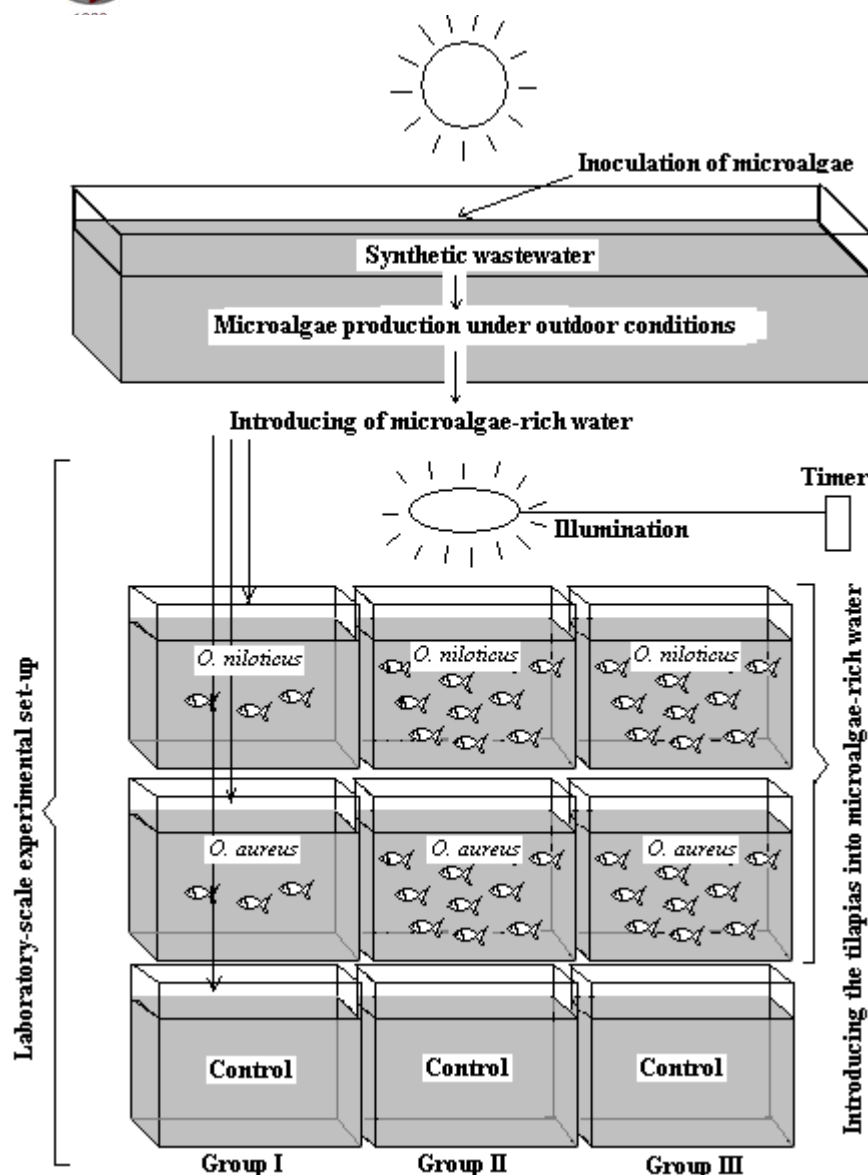 Inoculation of microalgae
Synthetic wastewater
Microalgae production under outdoor conditions
Introducing of microalgae-rich water
Timer
Illumination
Laboratory-scale experimental set-up
O. niloticus
O. niloticus
O. niloticus
O. aureus
O. aureus
O. aureus
Introducing the tilapias into microalgae-rich water
Control
Control
Control
Group I
Group II
Group III